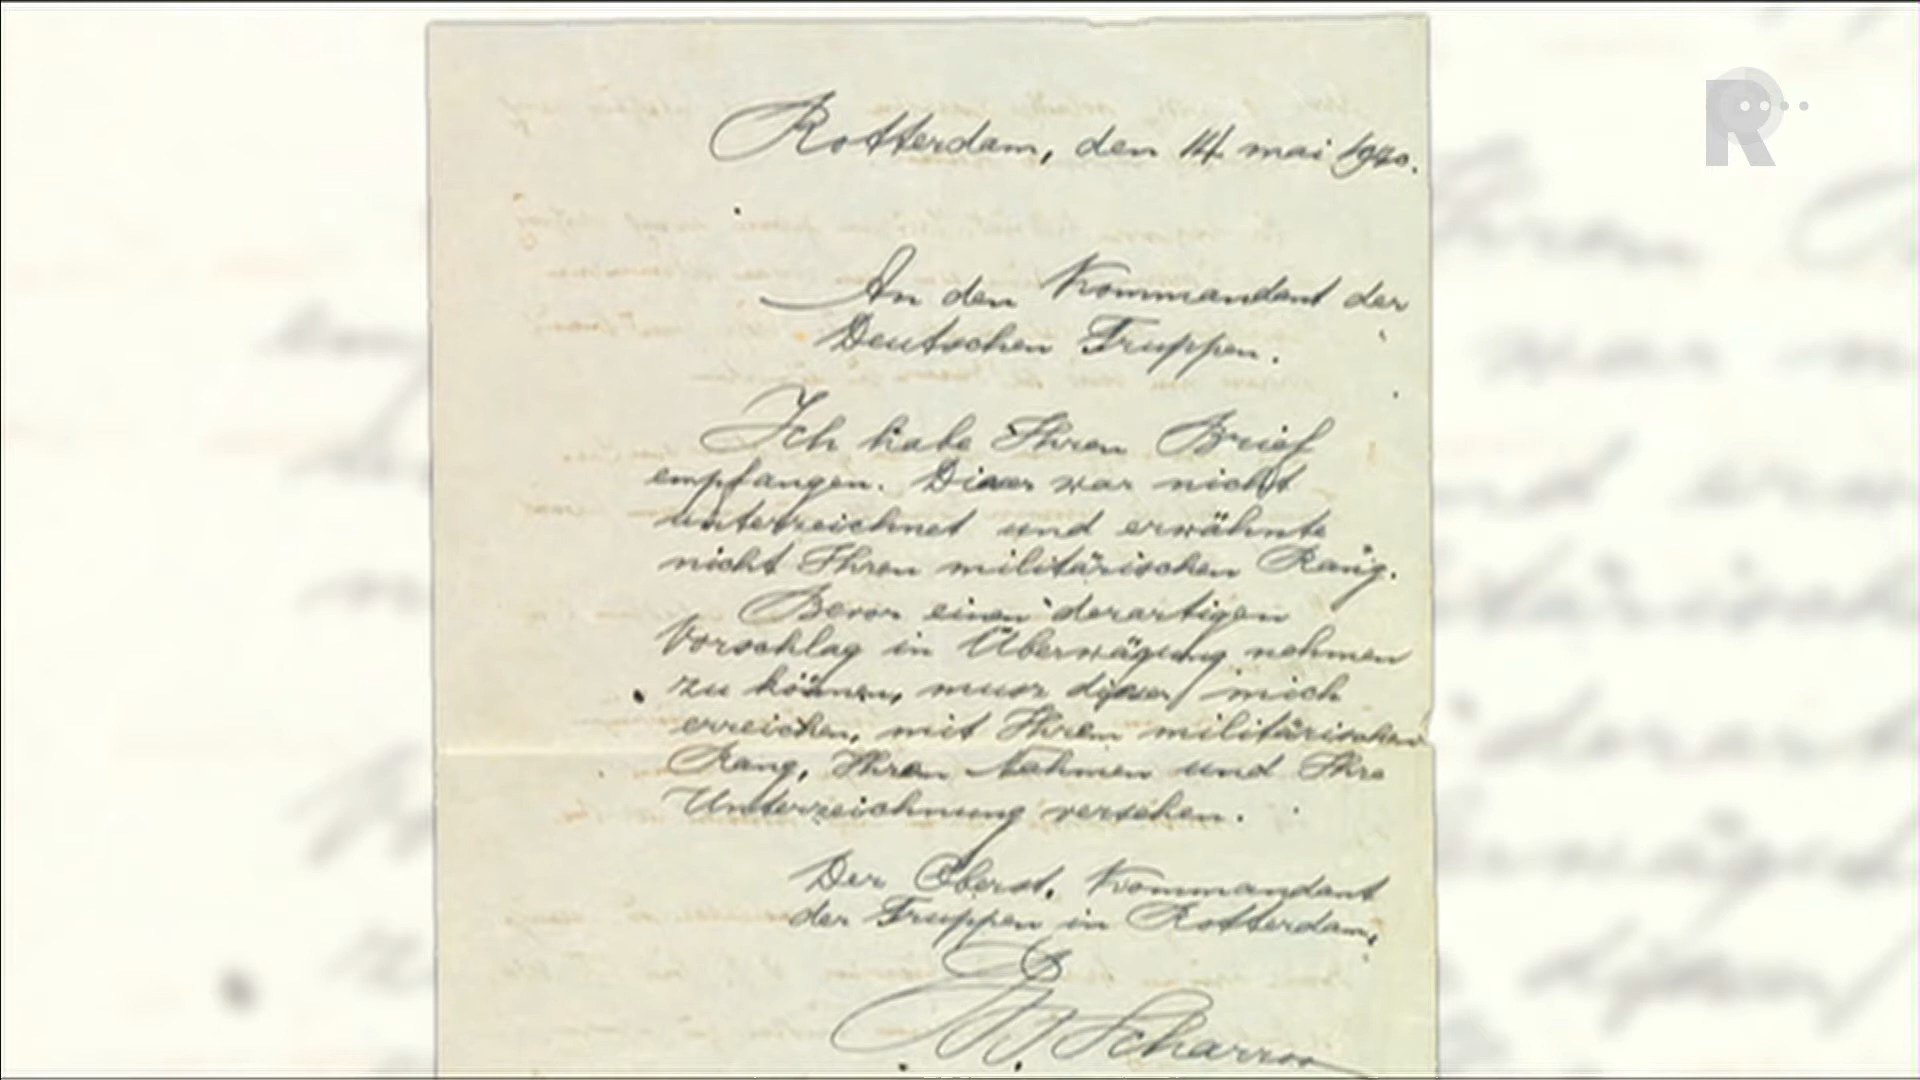 Rotterdam, den 14 mai 1940.
An den Kommandant der
Deutschen Truppen.
Ich habe Ihren Brief
empfangen. Dieser war nicht
unterzeichnet und erwähnte
nicht Ihren militärischen Rang.
Bevor einen derartigen
Vorschlag in Überwägung nehmen
zu können, muss dieser mich
erreichen, mit Ihrem militärischen
Rang, Ihren Nahmen und Ihre
Unterzeichnung versehen.
Der Oberst, Kommandant
der Truppen in Rotterdam,
Scharroo
R